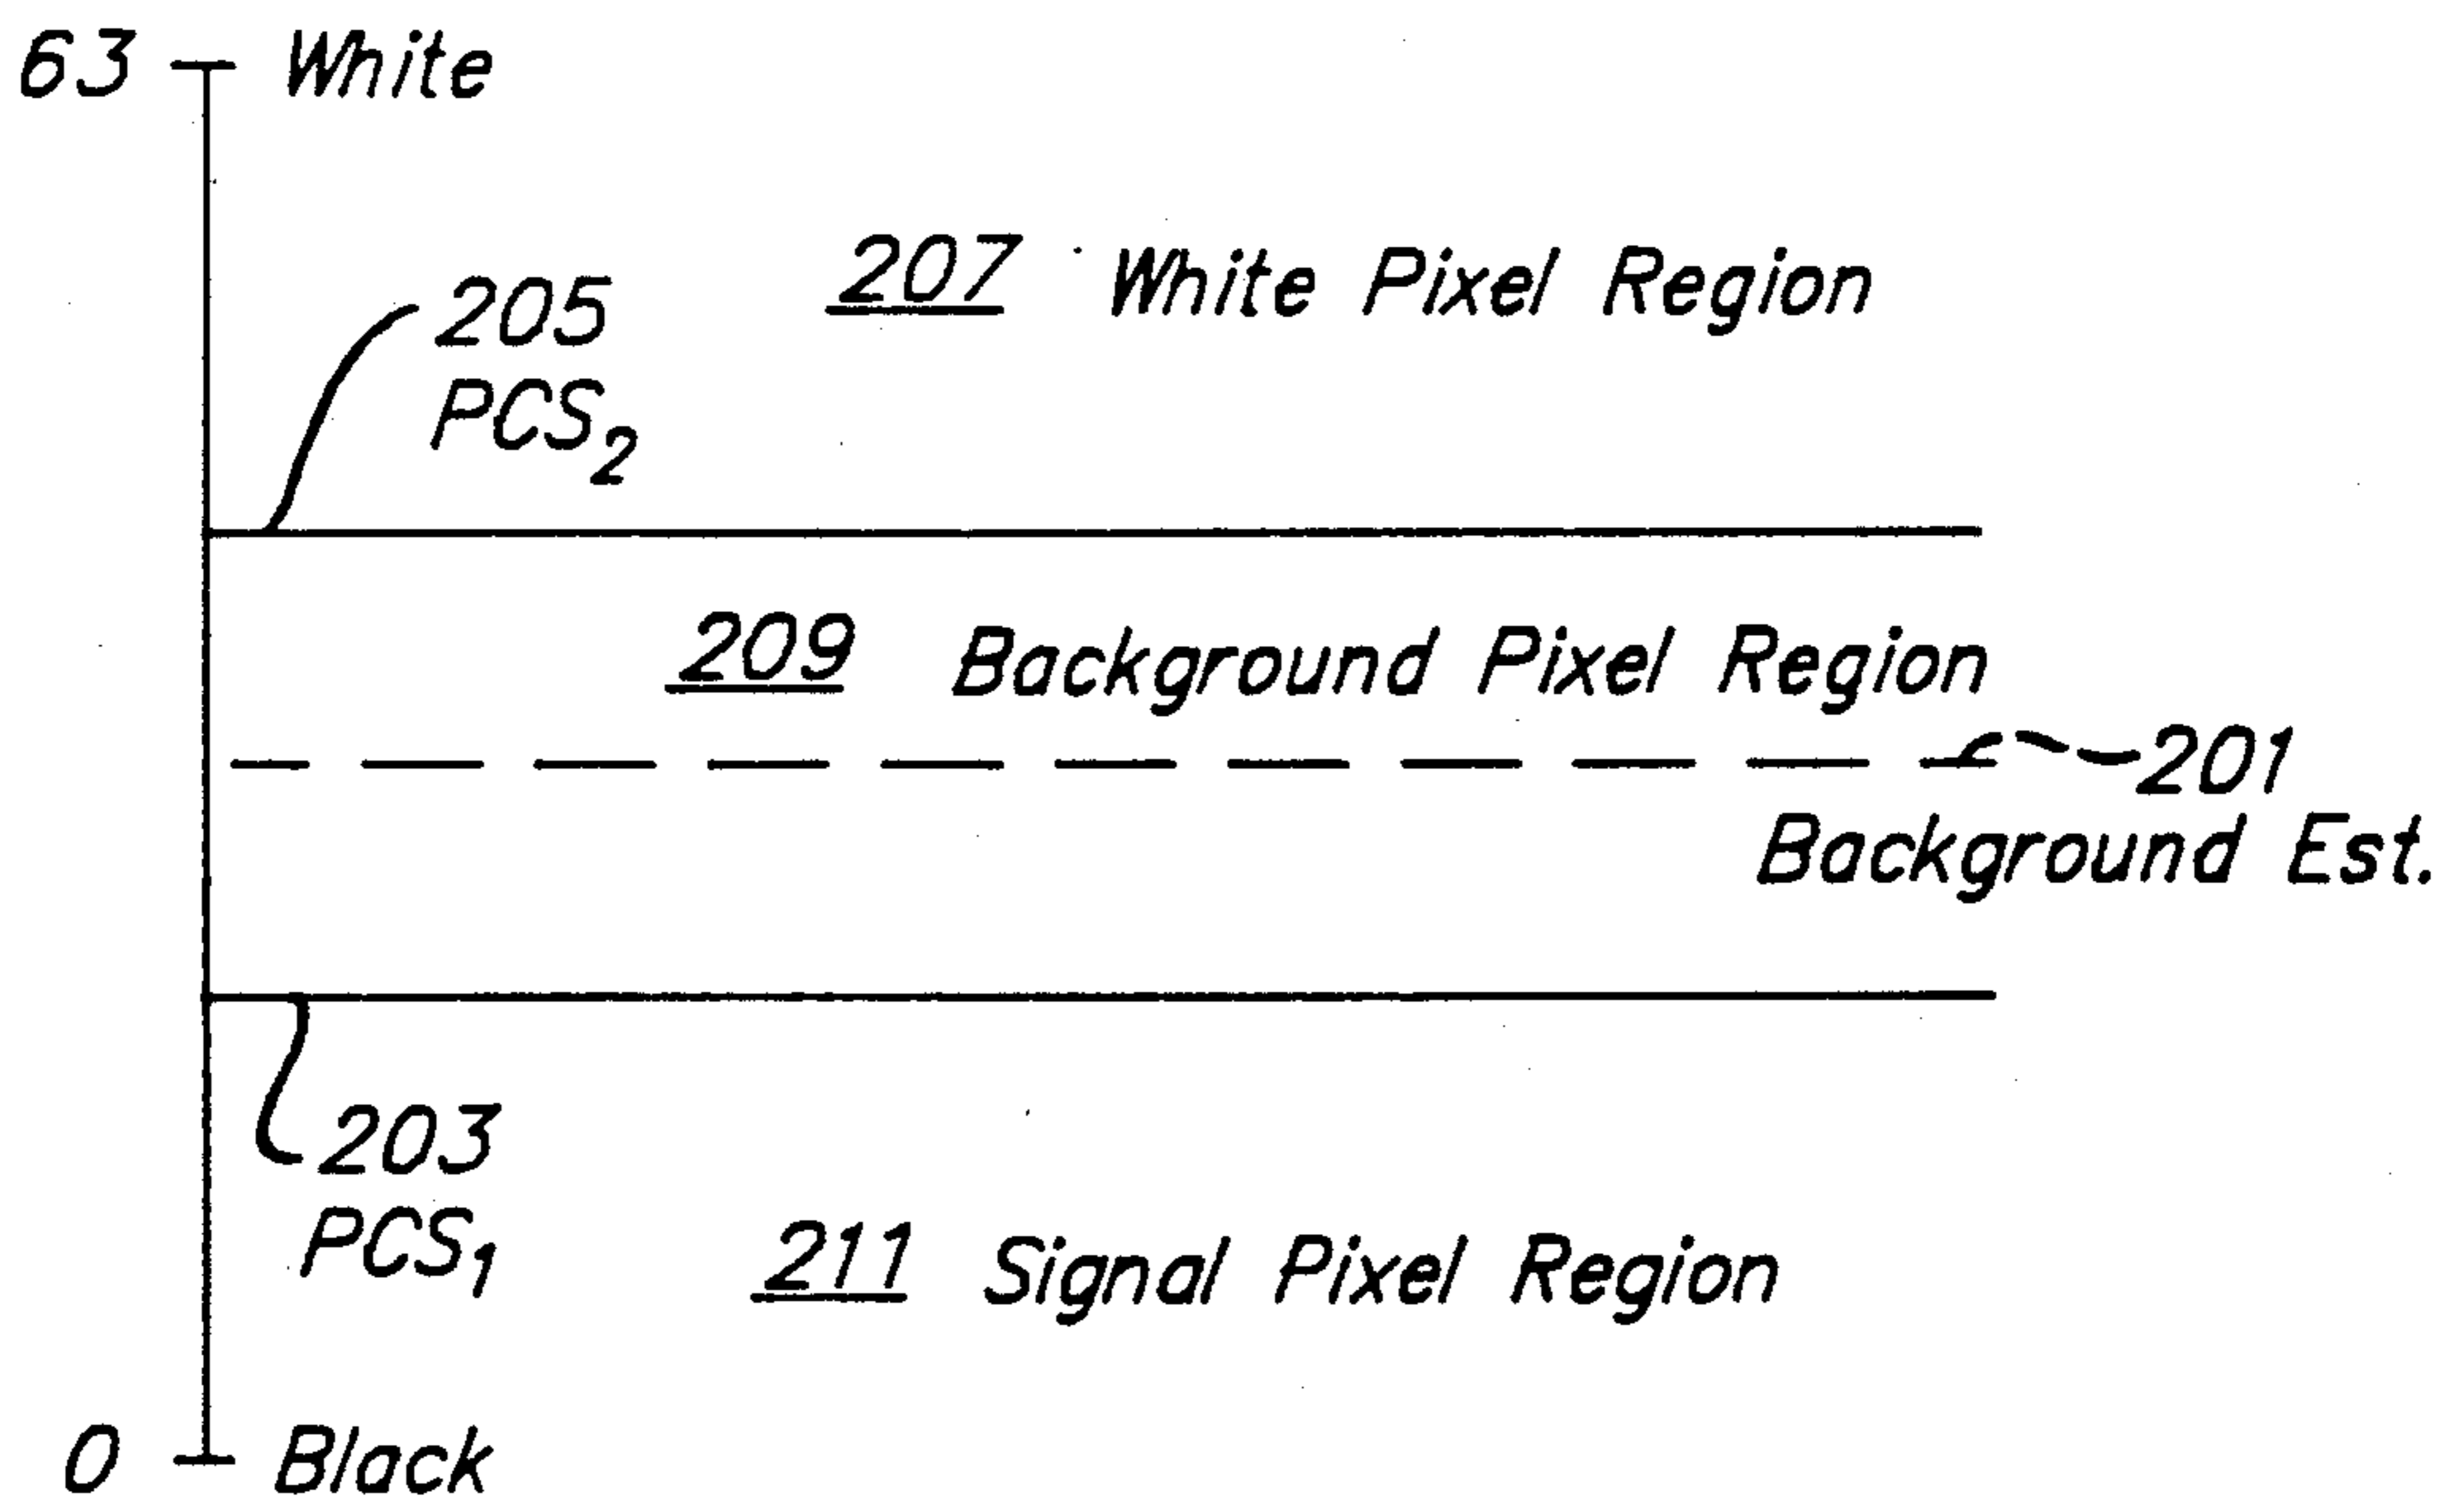 63 White
207 White Pixel Region
205
PCS2
209 Background Pixel Region
201
Background Est.
203
PCS1
211 Signal Pixel Region
0 Black